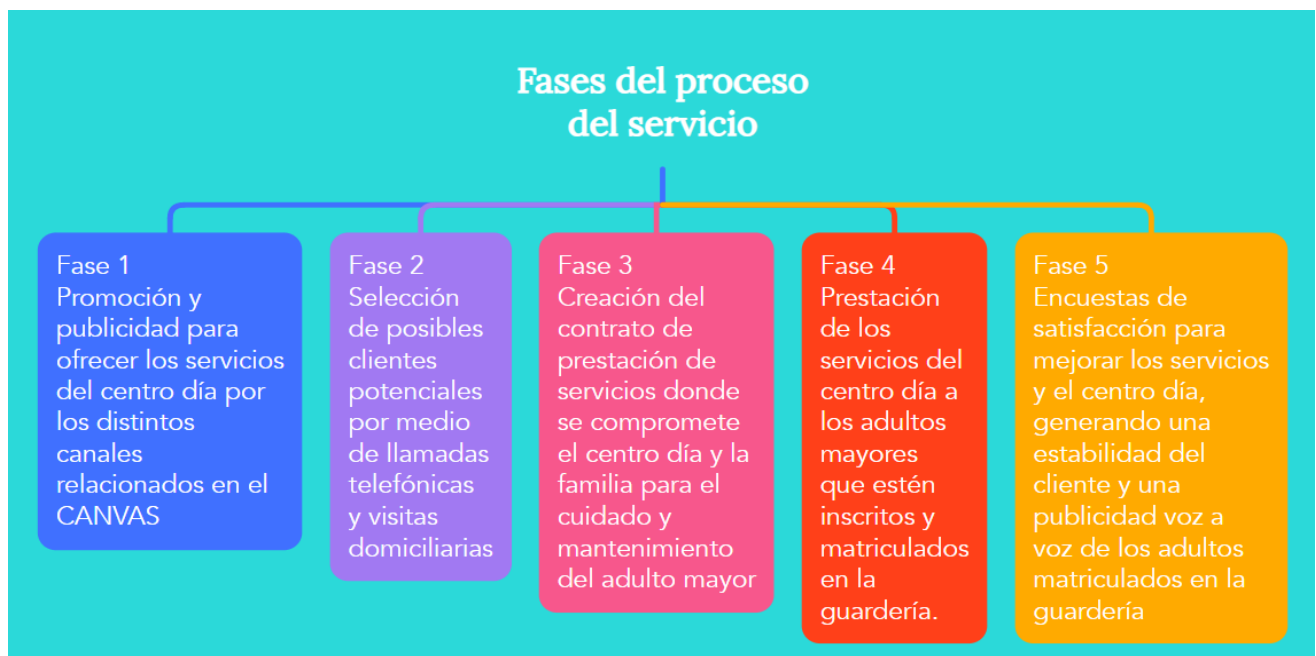 Fases del proceso
del servicio
Fase 1
Promoción y
publicidad para
ofrecer los servicios
del centro día por
los distintos
canales
relacionados en el
CANVAS
Fase 2
Selección
de posibles
clientes
potenciales
por medio
de llamadas
telefónicas
y visitas
domiciliarias
Fase 3
Creación del
contrato de
prestación de
servicios donde
se compromete
el centro día y la
familia para el
cuidado y
mantenimiento
del adulto mayor
Fase 4
Prestación
de los
servicios del
centro día a
los adultos
mayores
que estén
inscritos y
matriculados
en la
guardería.
Fase 5
Encuestas de
satisfacción para
mejorar los servicios
y el centro día,
generando una
estabilidad del
cliente y una
publicidad voz a
voz de los adultos
matriculados en la
guardería